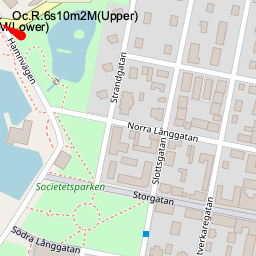 Oc.R.6s10m2M(Upper)
M(Lower)
Hamnvägen
Strandgatan
Norra Långgatan
Slottsgatan
Societetsparken
Storgatan
tverkaregatan
Södra Långgatan